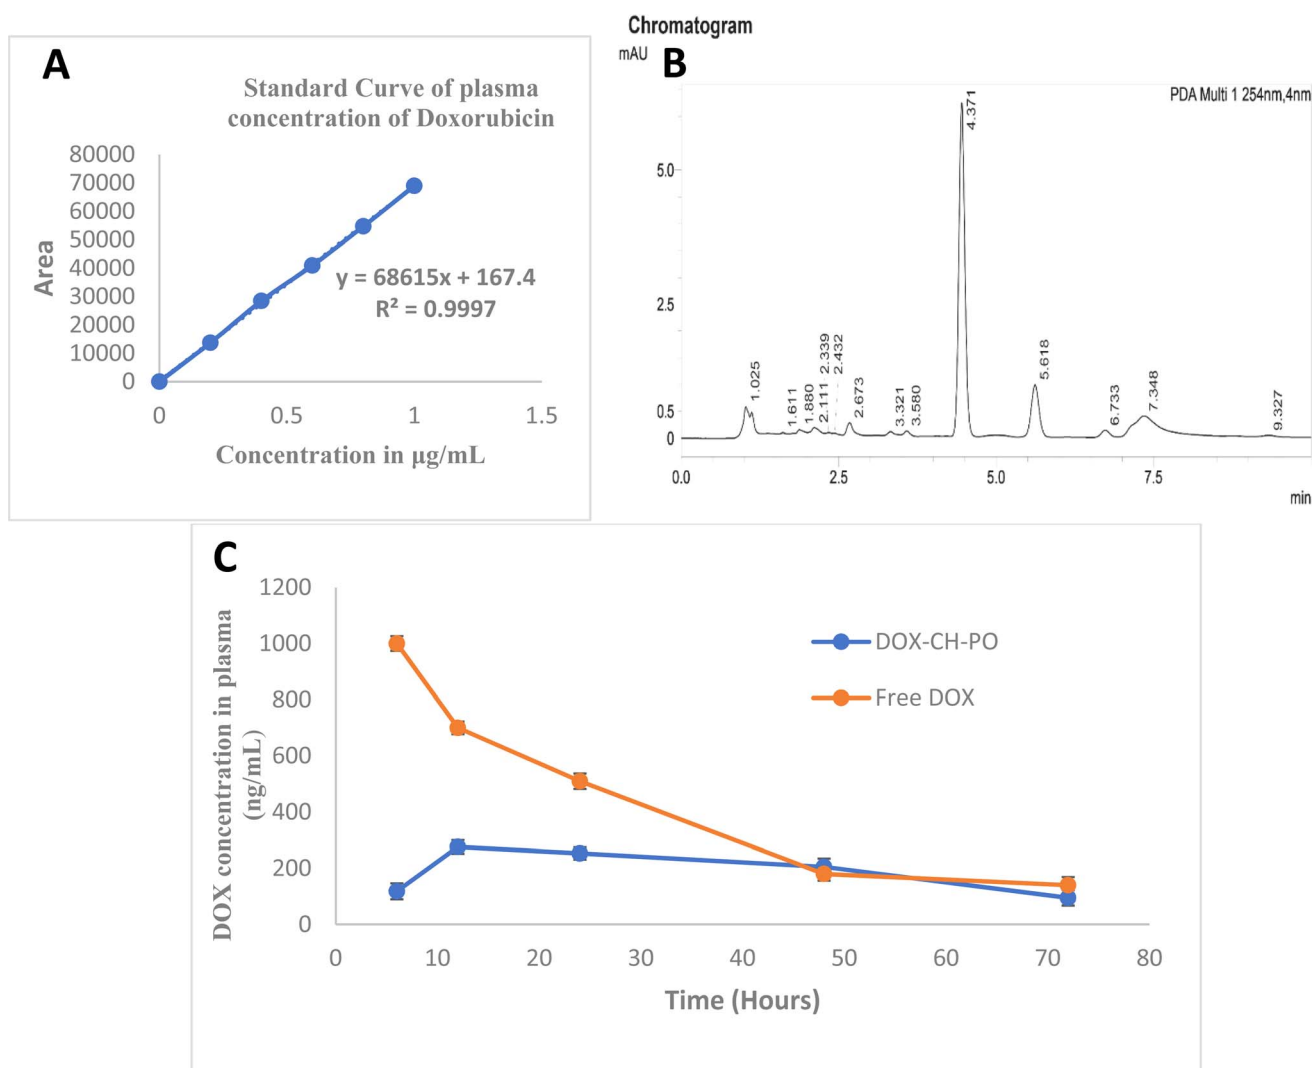 A
Standard Curve of plasma
concentration of Doxorubicin
80000
70000
60000
50000
40000
30000
20000
10000
0
Area
y = 68615x + 167.4
R² = 0.9997
0 0.5 1 1.5
Concentration in µg/mL
Chromatogram
mAU
B
PDA Multi 1 254nm,4nm
5.0
2.5
0.5
0
1.025
1.611
1.880
2.111
2.339
2.432
2.673
3.321
3.580
4.371
5.618
6.733
7.348
9.327
0.0 2.5 5.0 7.5
min
C
1200
1000
800
600
400
200
0
DOX concentration in plasma
(ng/mL)
DOX-CH-PO
Free DOX
0 10 20 30 40 50 60 70 80
Time (Hours)